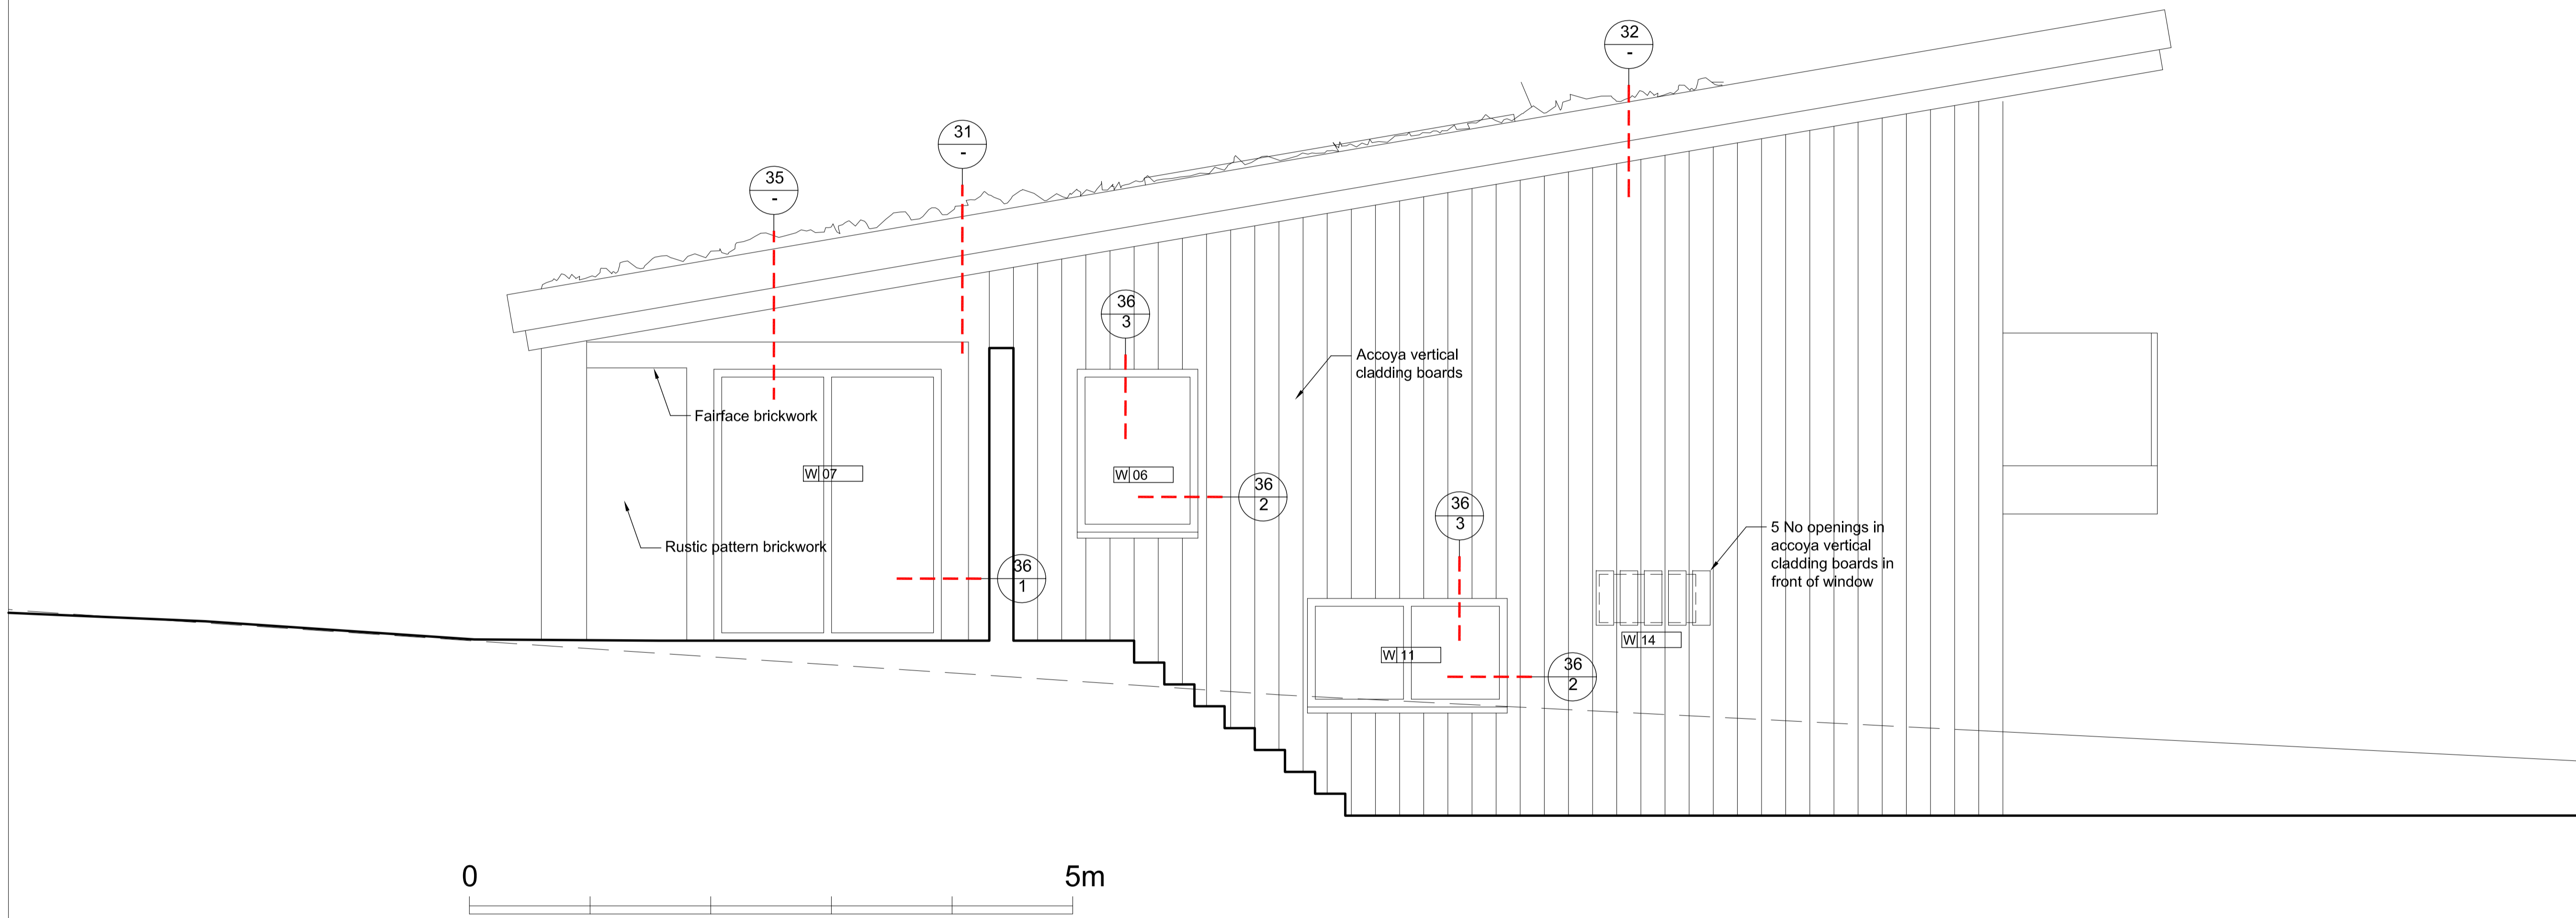 32
-
31
-
35
-
36
3
Accoya vertical
cladding boards
Fairface brickwork
W 07
W 06
36
2
36
3
5 No openings in
accoya vertical
cladding boards in
front of window
Rustic pattern brickwork
36
1
W 14
W 11
36
2
0
5m